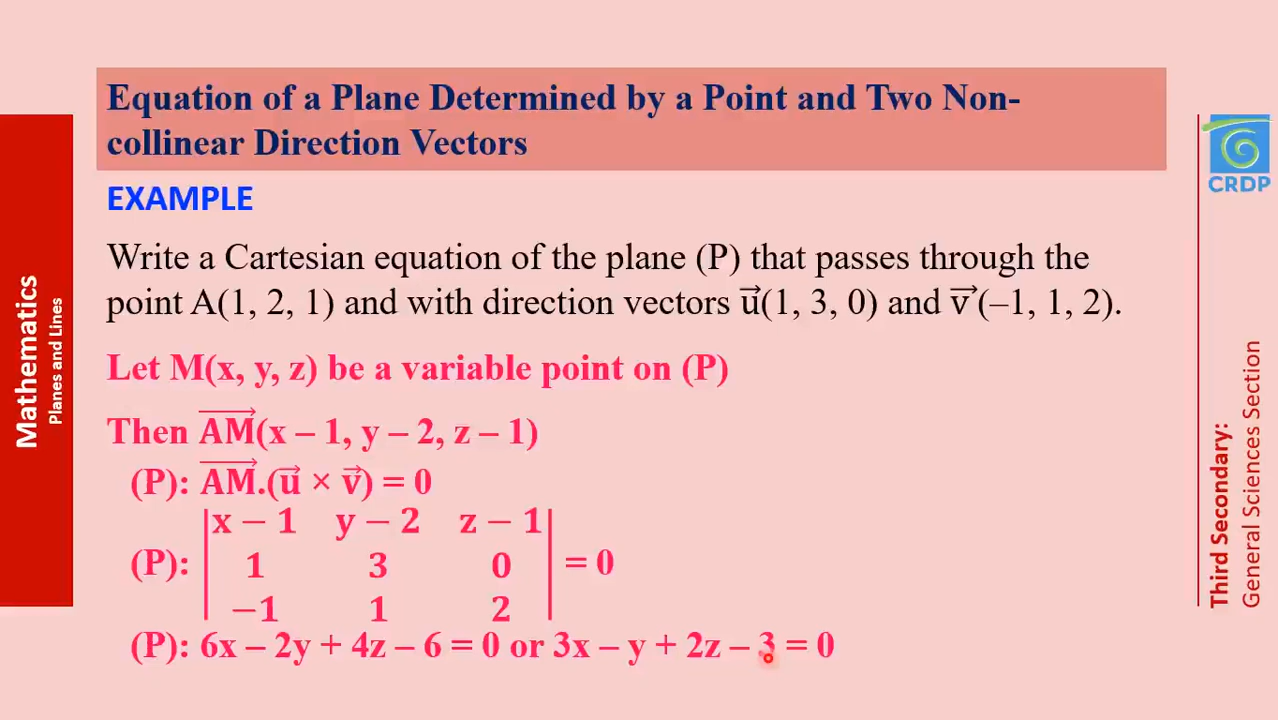 Equation of a Plane Determined by a Point and Two Non-
collinear Direction Vectors
EXAMPLE
Write a Cartesian equation of the plane (P) that passes through the
point A(1, 2, 1) and with direction vectors u⃗(1, 3, 0) and v⃗(–1, 1, 2).
Let M(x, y, z) be a variable point on (P)
Then A͞M⃗(x – 1, y – 2, z – 1)
(P): A͞M⃗.(u⃗ × v⃗) = 0
(P): |x − 1 y − 2 z − 1|
|1 3 0| = 0
|−1 1 2|
(P): 6x – 2y + 4z – 6 = 0 or 3x – y + 2z – 3 = 0
Mathematics
Planes and Lines
CRDP
Third Secondary:
General Sciences Section